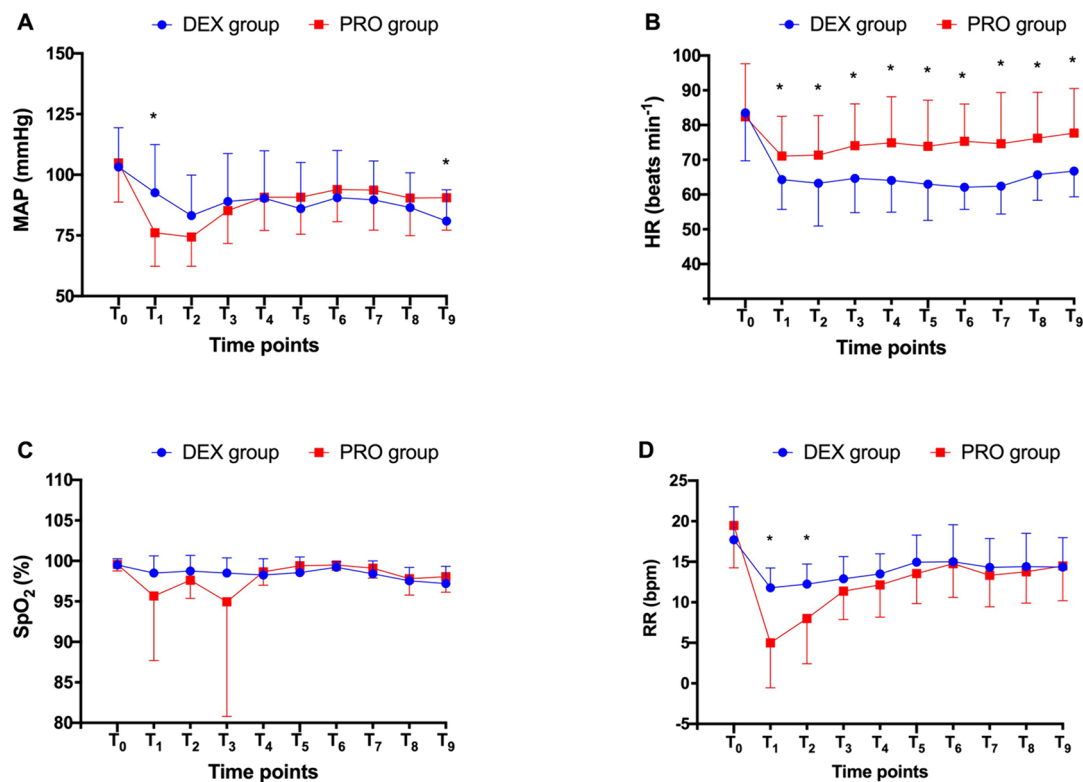 A
DEX group PRO group
150
125
100
75
50
MAP (mmHg)
* *
T0 T1 T2 T3 T4 T5 T6 T7 T8 T9
Time points
B
DEX group PRO group
100
90
80
70
60
50
40
HR (beats min-1)
* * * * * * * * *
T0 T1 T2 T3 T4 T5 T6 T7 T8 T9
Time points
C
DEX group PRO group
110
105
100
95
90
85
80
SpO2 (%)
T0 T1 T2 T3 T4 T5 T6 T7 T8 T9
Time points
D
DEX group PRO group
25
20
15
10
5
0
-5
RR (bpm)
* *
T0 T1 T2 T3 T4 T5 T6 T7 T8 T9
Time points